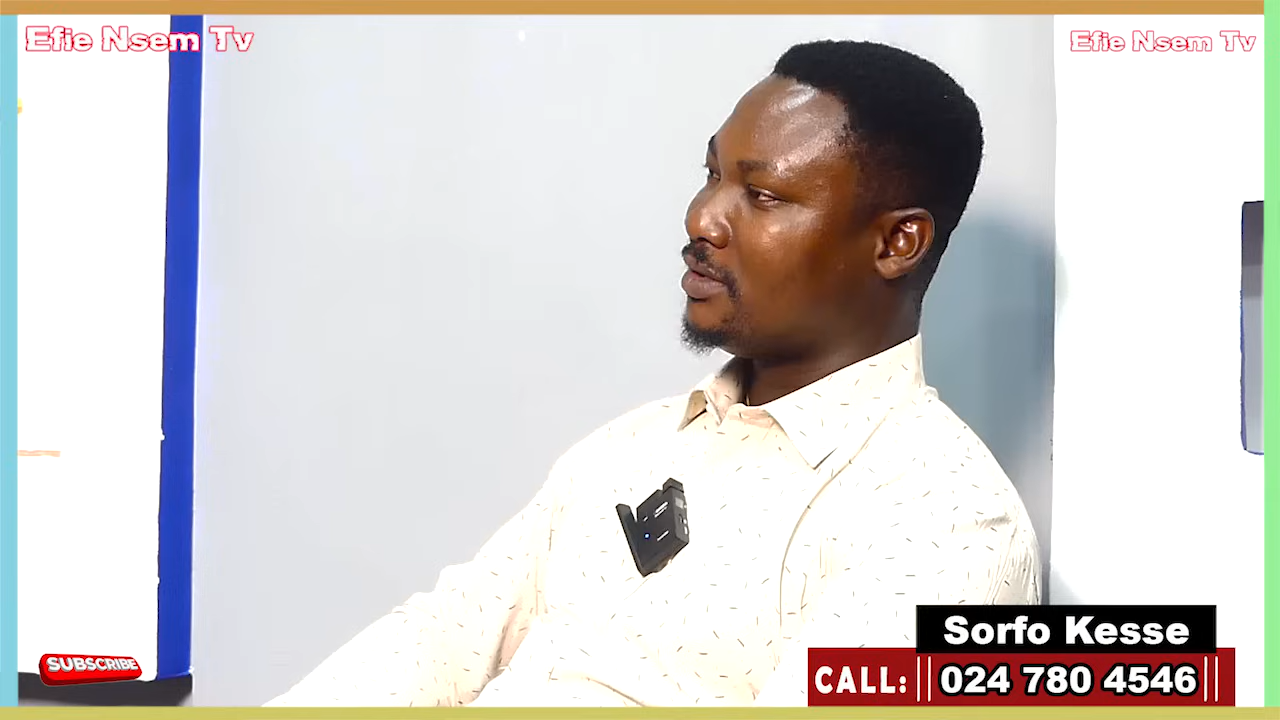 Efie Nsem Tv
Efie Nsem Tv
SUBSCRIBE
Sorfo Kesse
CALL: 024 780 4546